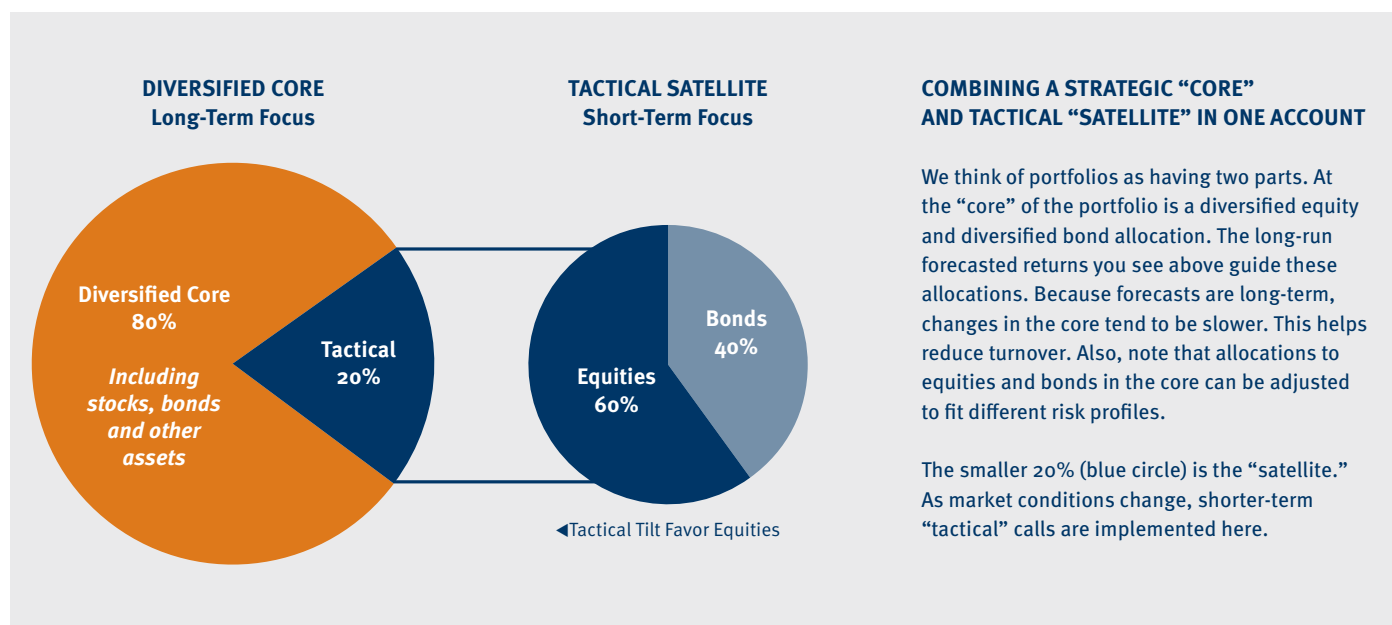 DIVERSIFIED CORE
Long-Term Focus
Diversified Core
80%
Including
stocks, bonds
and other
assets
Tactical
20%
TACTICAL SATELLITE
Short-Term Focus
Bonds
40%
Equities
60%
◀Tactical Tilt Favor Equities
COMBINING A STRATEGIC “CORE”
AND TACTICAL “SATELLITE” IN ONE ACCOUNT
We think of portfolios as having two parts. At
the “core” of the portfolio is a diversified equity
and diversified bond allocation. The long-run
forecasted returns you see above guide these
allocations. Because forecasts are long-term,
changes in the core tend to be slower. This helps
reduce turnover. Also, note that allocations to
equities and bonds in the core can be adjusted
to fit different risk profiles.
The smaller 20% (blue circle) is the “satellite.”
As market conditions change, shorter-term
“tactical” calls are implemented here.